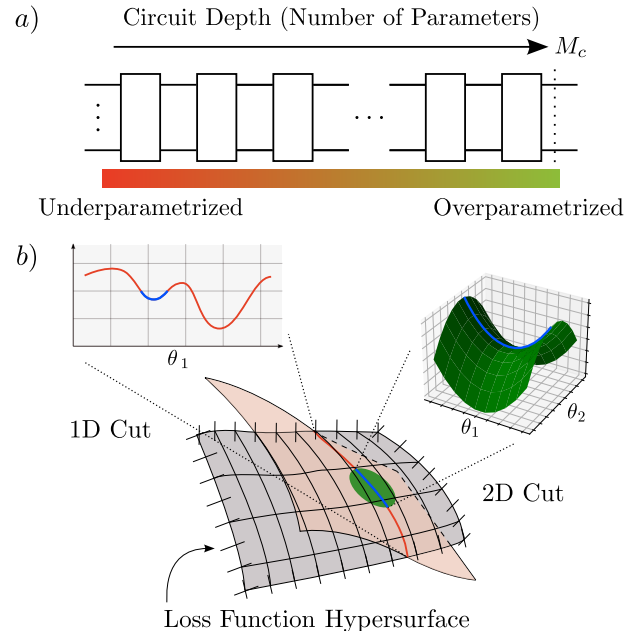 a)
Circuit Depth (Number of Parameters)
M_c
Underparametrized
Overparametrized
b)
θ_1
1D Cut
θ_1
θ_2
2D Cut
Loss Function Hypersurface